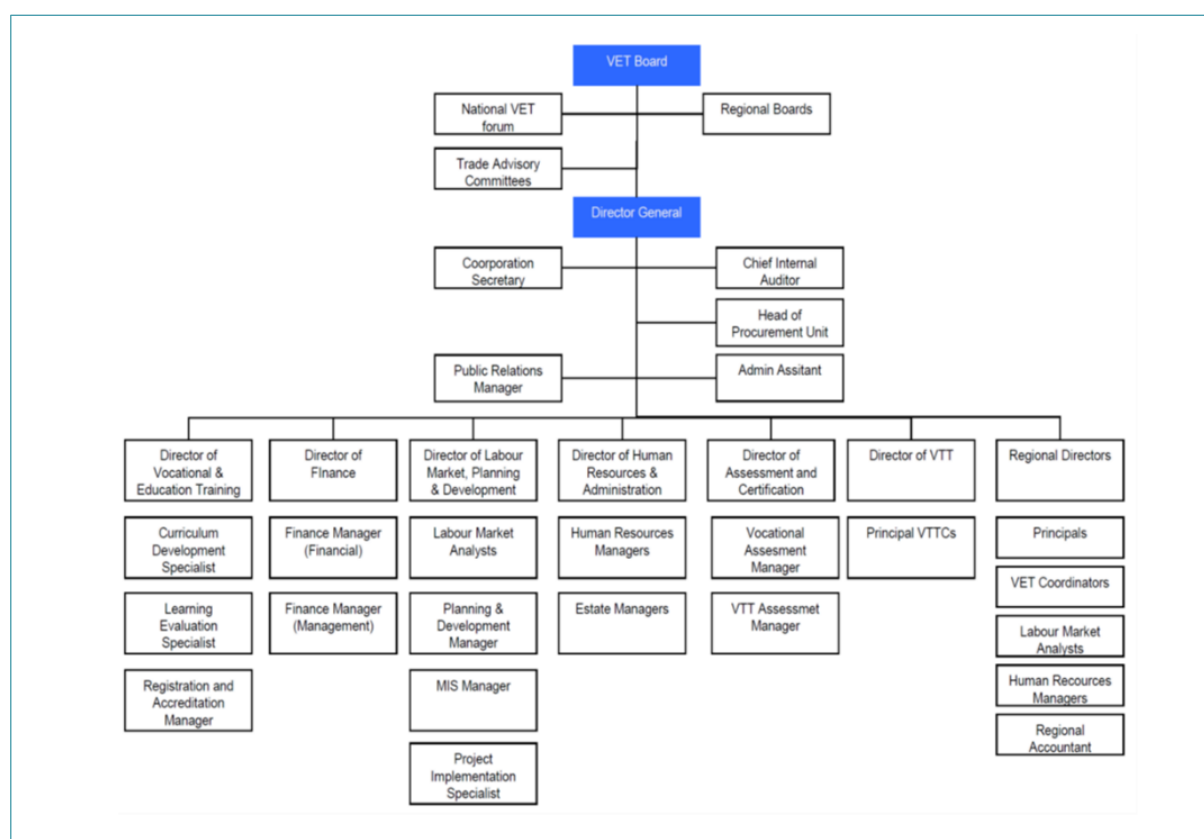 VET Board
National VET
forum
Regional Boards
Trade Advisory
Committees
Director General
Coorporation
Secretary
Chief Internal
Auditor
Head of
Procurement Unit
Public Relations
Manager
Admin Assitant
Director of
Vocational &
Education Training
Director of
FInance
Director of Labour
Market, Planning
& Development
Director of Human
Resources &
Administration
Director of
Assessment and
Certification
Director of VTT
Regional Directors
Curriculum
Development
Specialist
Finance Manager
(Financial)
Labour Market
Analysts
Human Resources
Managers
Vocational
Assesment
Manager
Principal VTTCs
Principals
VET Coordinators
Learning
Evaluation
Specialist
Finance Manager
(Management)
Planning &
Development
Manager
Estate Managers
VTT Assessmet
Manager
Labour Market
Analysts
Registration and
Accreditation
Manager
MIS Manager
Human Recources
Managers
Regional
Accountant
Project
Implementation
Specialist